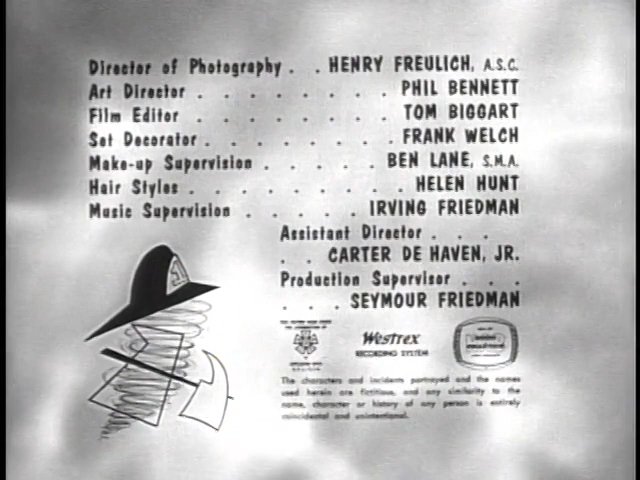 Director of Photography . . HENRY FREULICH, A.S.C.
Art Director . . . . . . . . PHIL BENNETT
Film Editor . . . . . . . . TOM BIGGART
Set Decorator . . . . . . . . FRANK WELCH
Make-up Supervision . . . . . BEN LANE, S.M.A.
Hair Styles . . . . . . . . . HELEN HUNT
Music Supervision . . . . . IRVING FRIEDMAN
Assistant Director . . .
. . CARTER DE HAVEN, JR.
Production Supervisor . . .
. . . SEYMOUR FRIEDMAN
1
Westrex
RECORDING SYSTEM
The characters and incidents portrayed and the names
used herein are fictitious, and any similarity to the
name, character or history of any person is entirely
coincidental and unintentional.